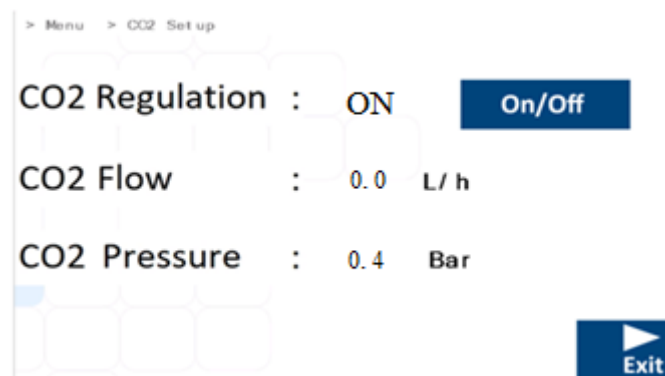 > Menu > CO2 Set up
CO2 Regulation : ON On/Off
CO2 Flow : 0.0 L/ h
CO2 Pressure : 0.4 Bar
Exit